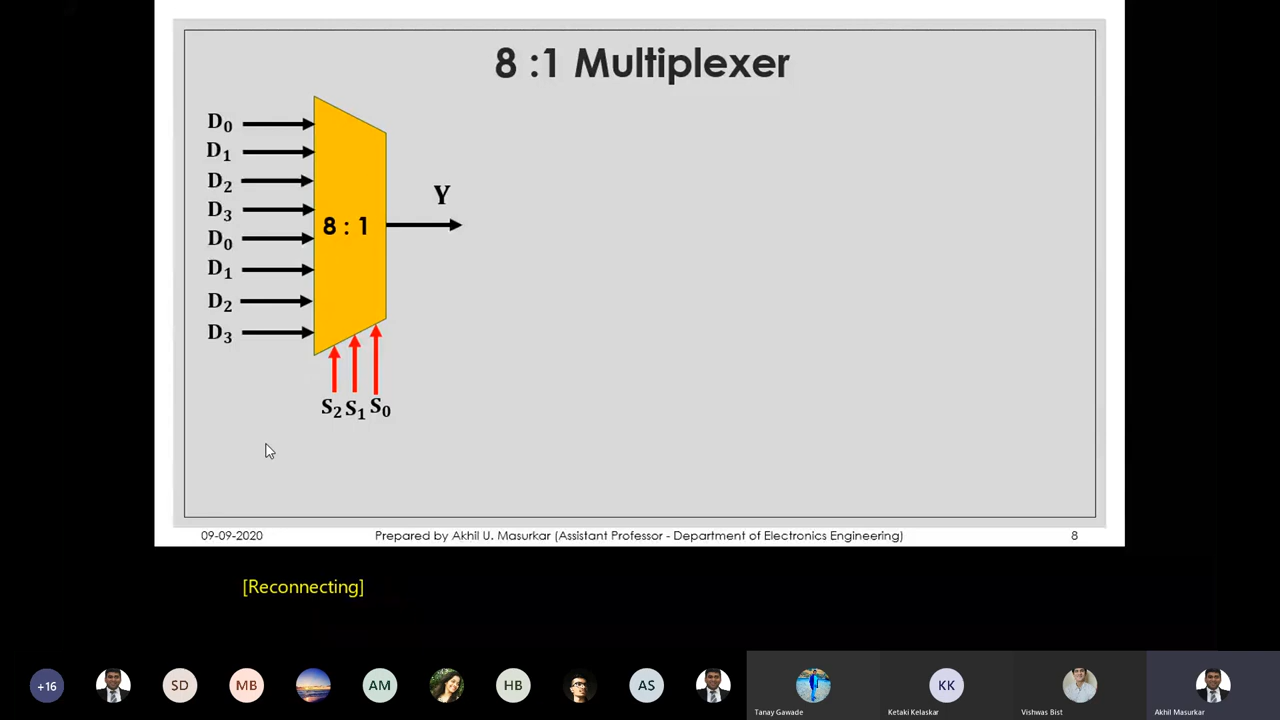 8 :1 Multiplexer
D₀
D₁
D₂
D₃
D₀
D₁
D₂
D₃
8 : 1
Y
S₂ S₁ S₀
09-09-2020 Prepared by Akhil U. Masurkar (Assistant Professor - Department of Electronics Engineering) 8
[Reconnecting]
+16 SD MB AM HB AS KK
Tanay Gawade Ketaki Kelaskar Vishwas Bist Akhil Masurkar